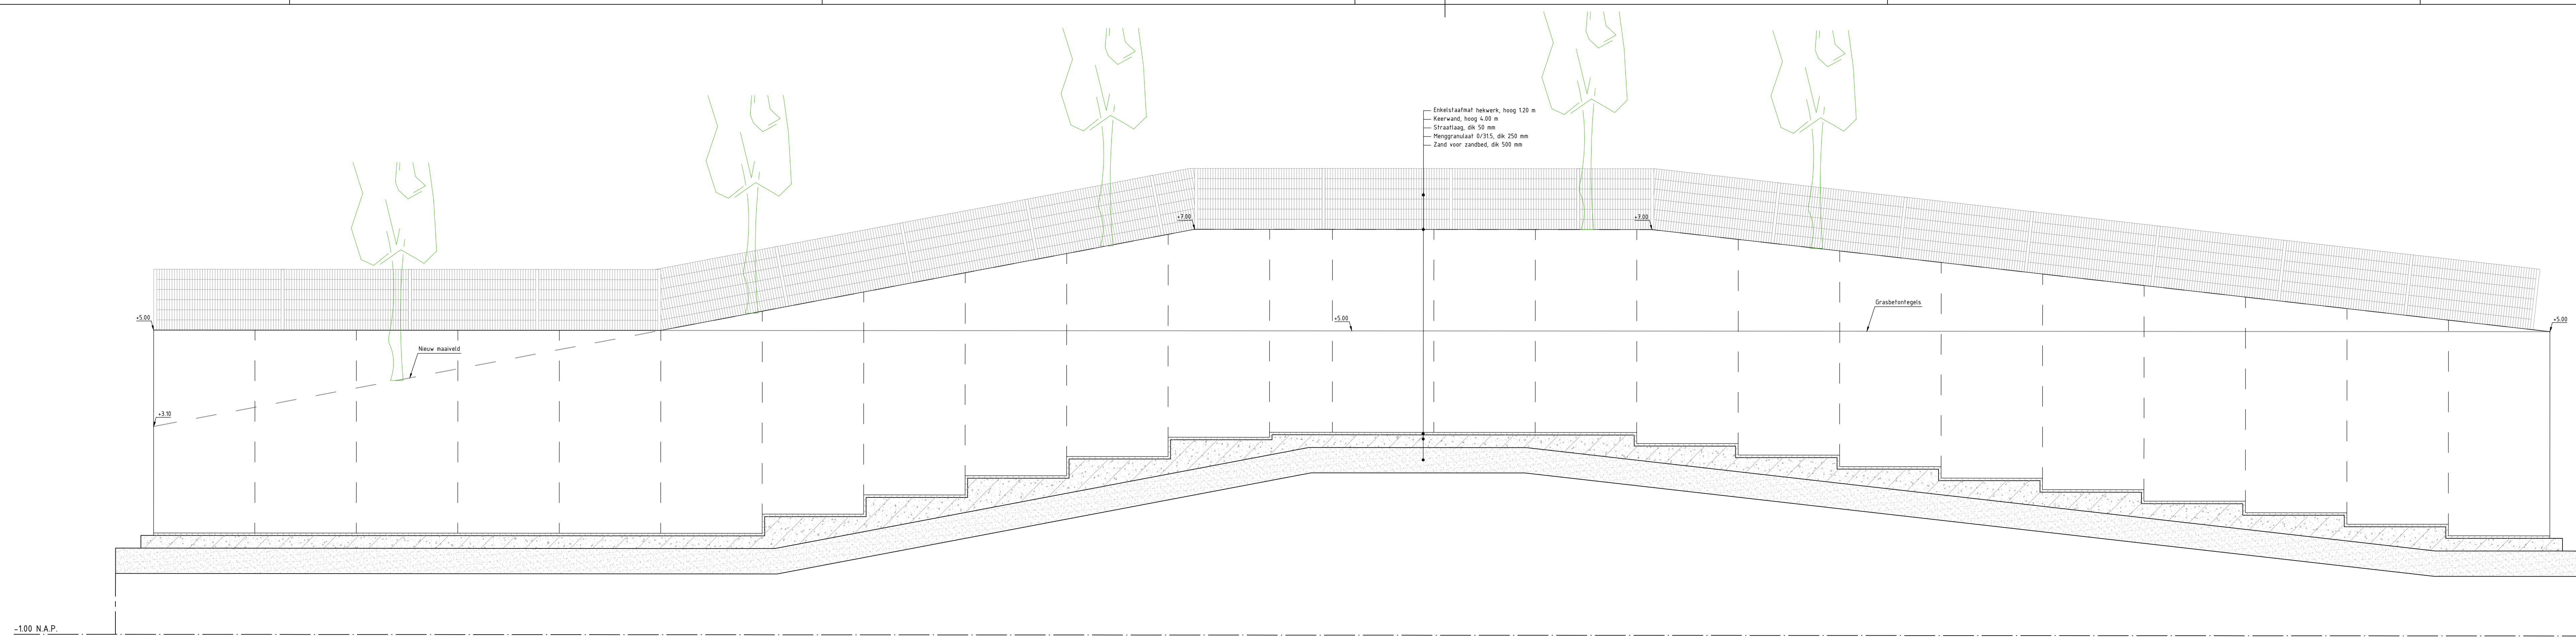 Enkelstaafmat hekwerk, hoog 1.20 m
Keerwand, hoog 4.00 m
Straatlaag, dik 50 mm
Menggranulaat 0/31.5, dik 250 mm
Zand voor zandbed, dik 500 mm
+7.00
+7.00
Grasbetontegels
+5.00
+5.00
+5.00
Nieuw maaiveld
+3.10
-1.00 N.A.P.